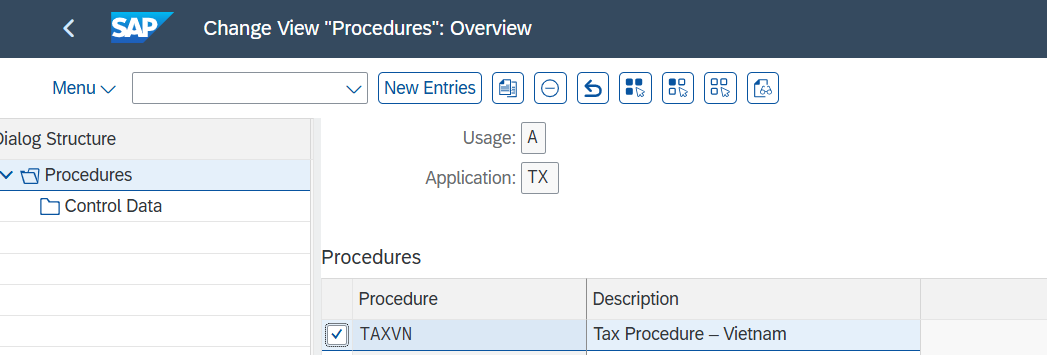 SAP Change View "Procedures": Overview
Menu New Entries
Dialog Structure
Usage: A
Procedures
Application: TX
Control Data
Procedures
Procedure Description
TAXVN Tax Procedure – Vietnam